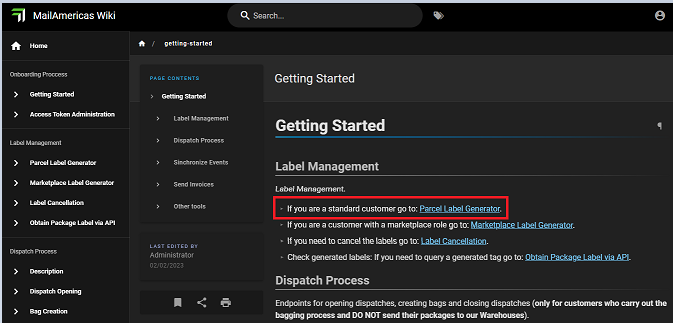 MailAmericas Wiki
Search...
Home
Onboarding Proccess
Getting Started
Access Token Administration
Label Management
Parcel Label Generator
Marketplace Label Generator
Label Cancellation
Obtain Package Label via API
Dispatch Process
Description
Dispatch Opening
Bag Creation
/ getting-started
PAGE CONTENTS
Getting Started
Label Management
Dispatch Process
Sinchronize Events
Send Invoices
Other tools
LAST EDITED BY
Administrator
02/02/2023
Getting Started
Getting Started ¶
Label Management
Label Management.
If you are a standard customer go to: Parcel Label Generator.
If you are a customer with a marketplace role go to: Marketplace Label Generator.
If you need to cancel the labels go to: Label Cancellation.
Check generated labels: If you need to query a generated tag go to: Obtain Package Label via API.
Dispatch Process
Endpoints for opening dispatches, creating bags and closing dispatches (only for customers who carry out the
bagging process and DO NOT send their packages to our Warehouses).